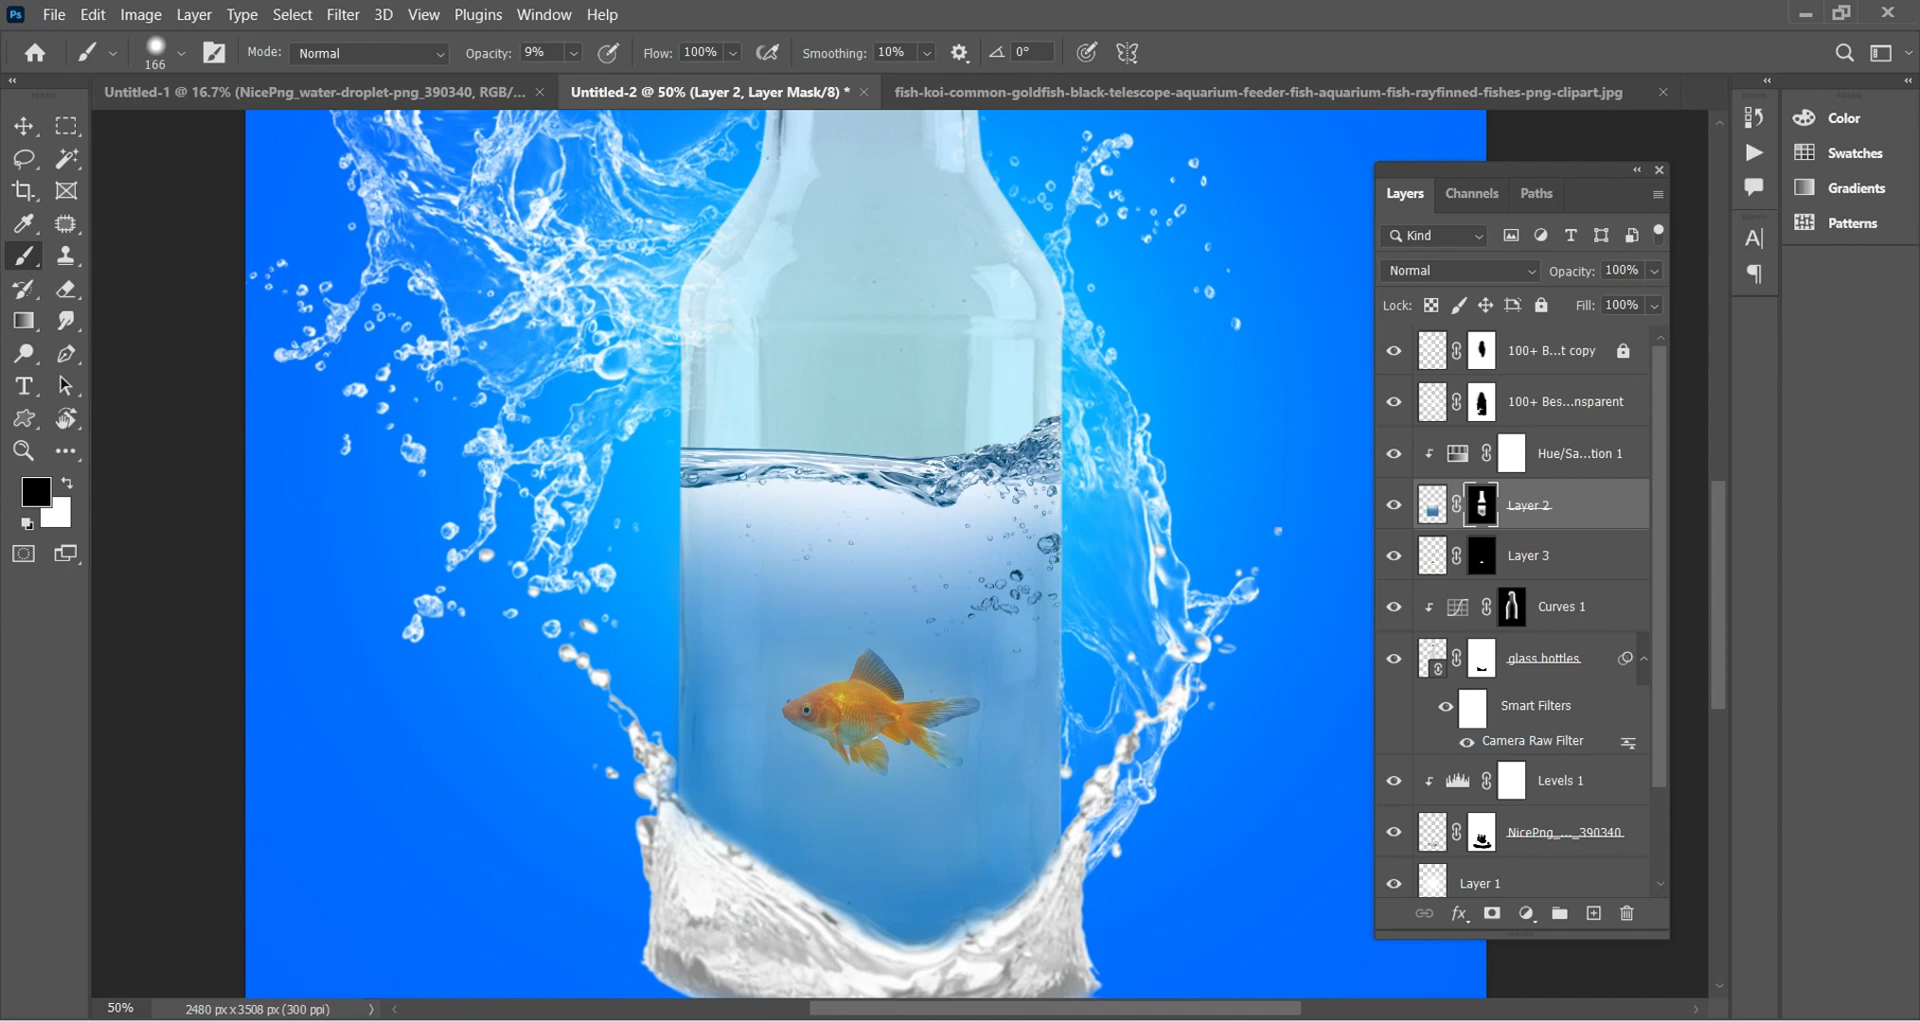 Ps File Edit Image Layer Type Select Filter 3D View Plugins Window Help
166 Mode: Normal Opacity: 9% Flow: 100% Smoothing: 10% 0°
Untitled-1 @ 16.7% (NicePng_water-droplet-png_390340, RGB/... Untitled-2 @ 50% (Layer 2, Layer Mask/8) * fish-koi-common-goldfish-black-telescope-aquarium-feeder-fish-aquarium-fish-rayfinned-fishes-png-clipart.jpg
Color
Swatches
Gradients
Patterns
Layers Channels Paths
Kind
Normal Opacity: 100%
Lock: Fill: 100%
100+ B...t copy
100+ Bes...nsparent
Hue/Sa...tion 1
Layer 2
Layer 3
Curves 1
glass bottles
Smart Filters
Camera Raw Filter
Levels 1
NicePng_..._390340
Layer 1
fx
50% 2480 px x 3508 px (300 ppi)